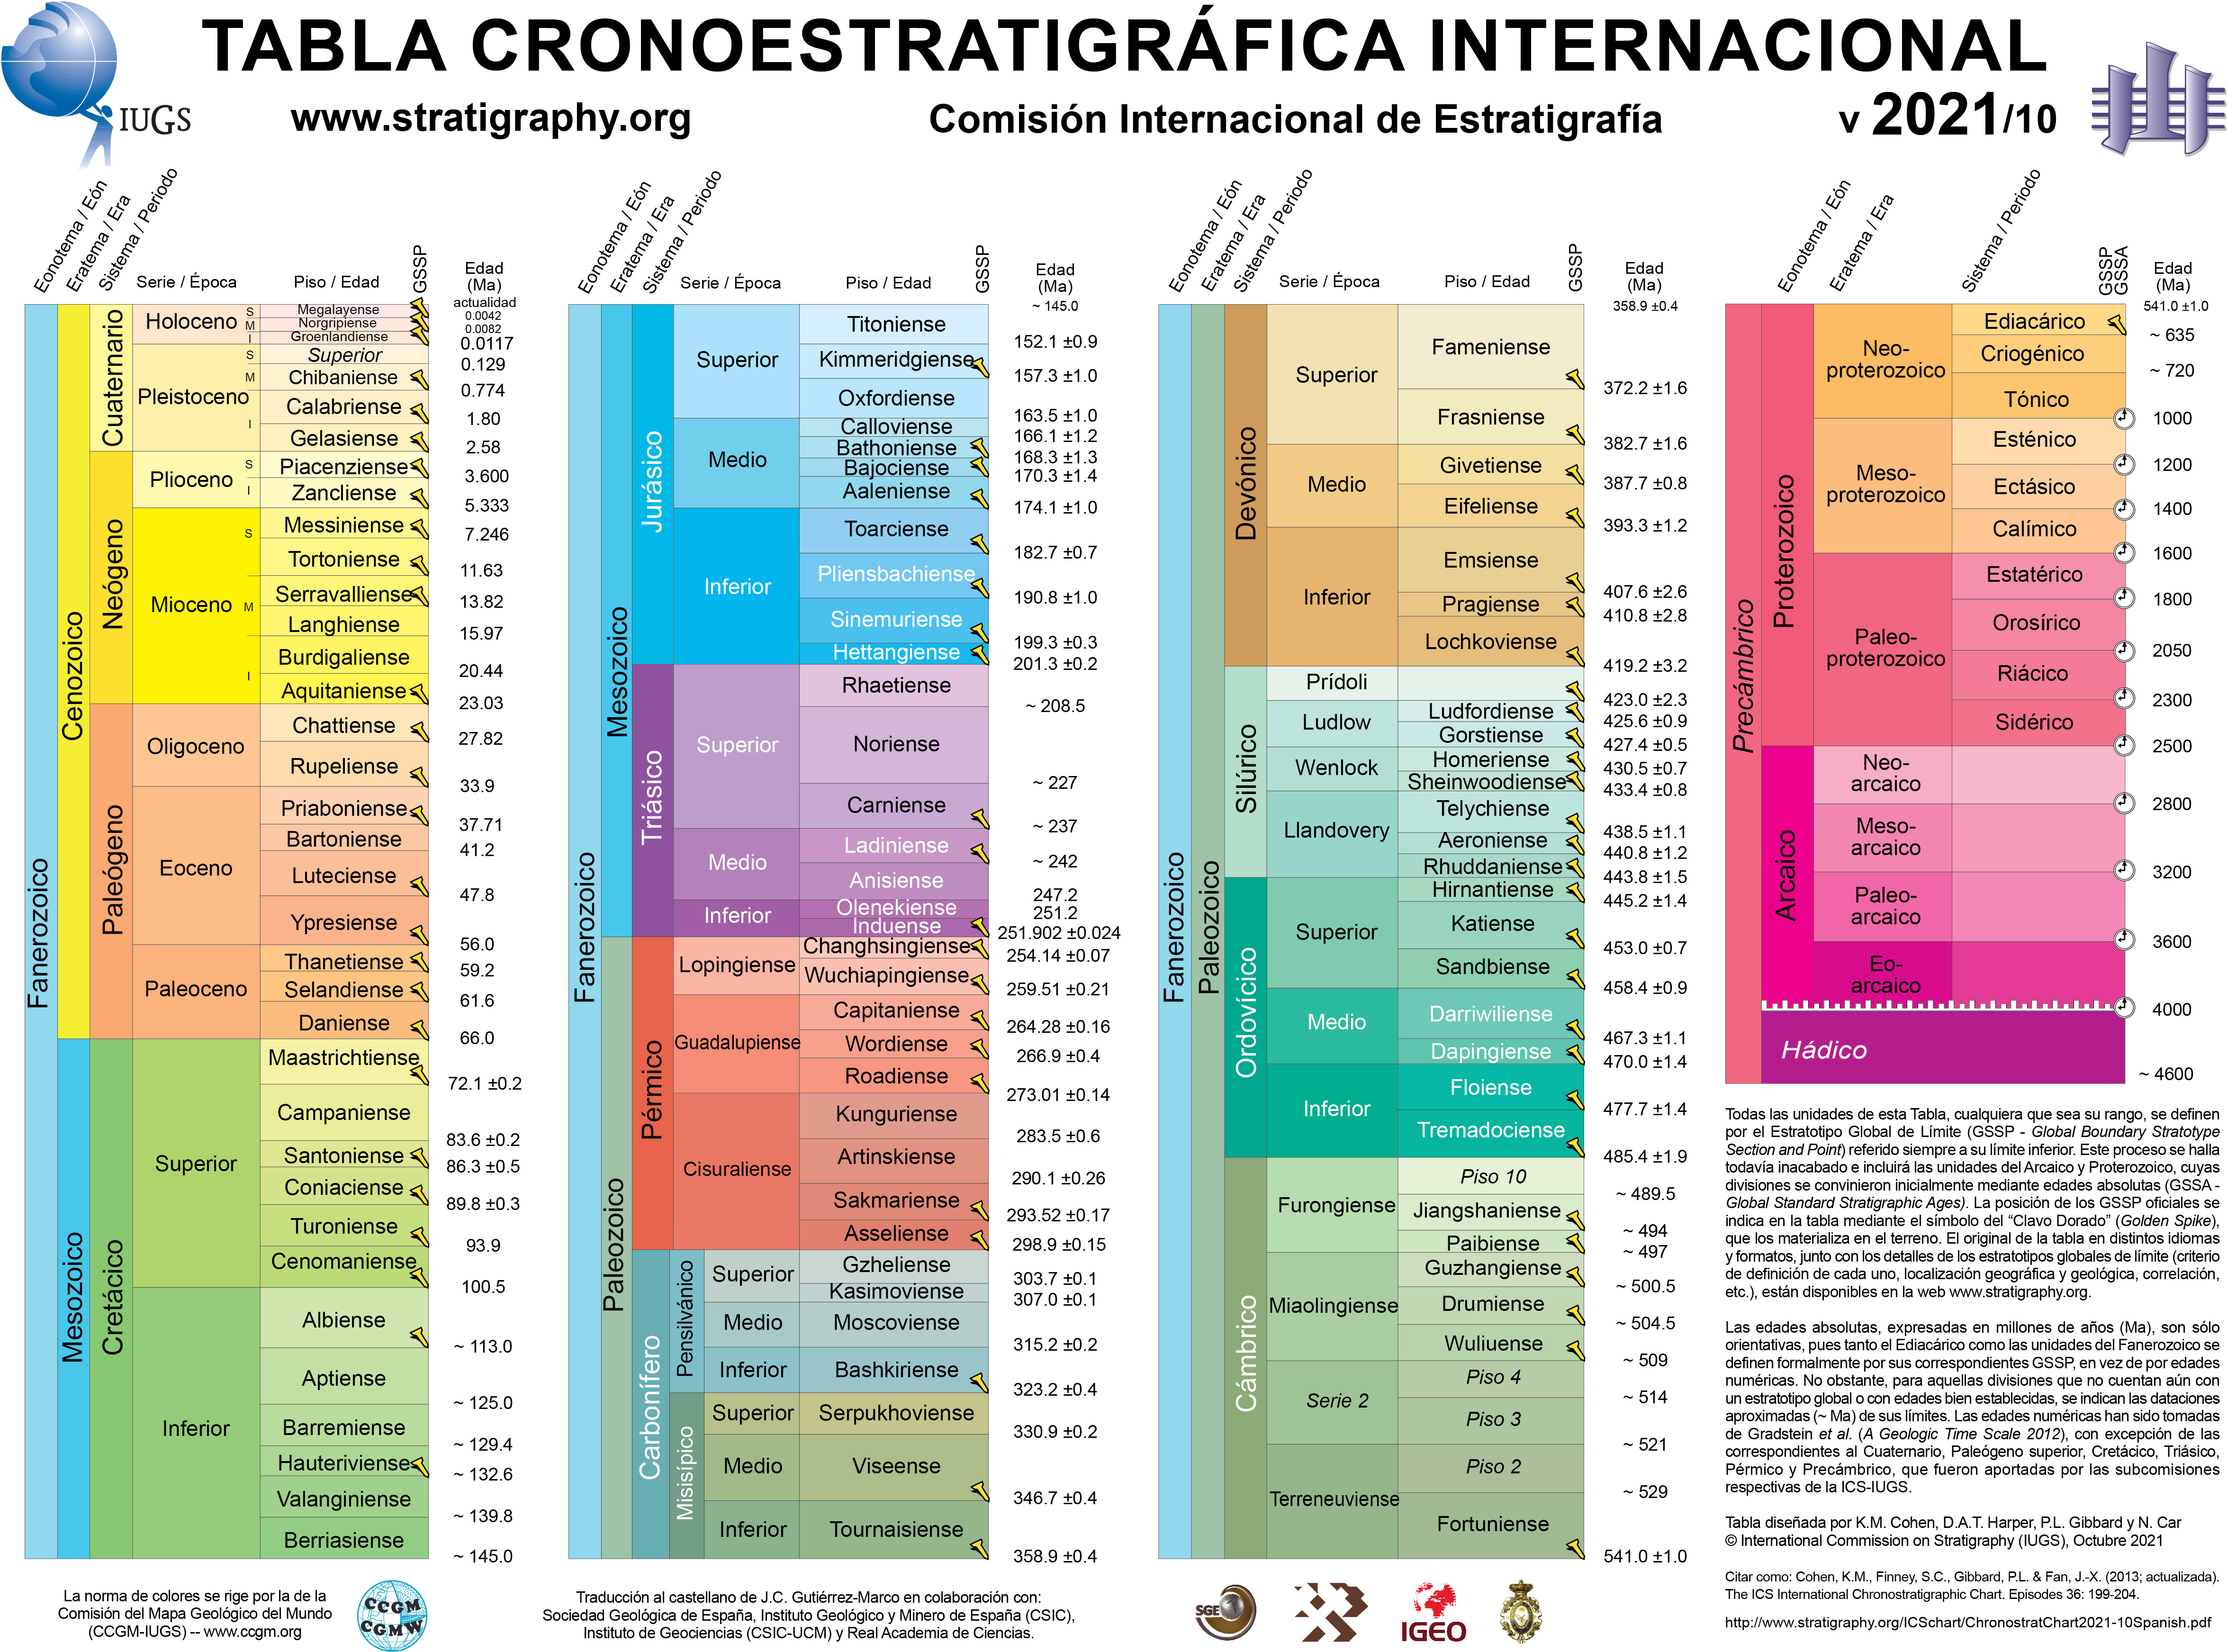 TABLA CRONOESTRATIGRÁFICA INTERNACIONAL
IUGS
www.stratigraphy.org
Comisión Internacional de Estratigrafía
v 2021/10
Eonotema / Eón
Eratema / Era
Sistema / Periodo
Serie / Época
Piso / Edad
GSSP
Edad (Ma)
Fanerozoico
Cenozoico
Cuaternario
Holoceno
S
M
I
Megalayense
Norgripiense
Groenlandiense
actualidad
0.0042
0.0082
0.0117
Pleistoceno
S
M
I
Superior
Chibaniense
Calabriense
Gelasiense
0.129
0.774
1.80
2.58
Neógeno
Plioceno
S
I
Piacenziense
Zancliense
3.600
5.333
Mioceno
S
M
I
Messiniense
Tortoniense
Serravalliense
Langhiense
Burdigaliense
Aquitaniense
7.246
11.63
13.82
15.97
20.44
23.03
Paleógeno
Oligoceno
Chattiense
Rupeliense
27.82
33.9
Eoceno
Priaboniense
Bartoniense
Luteciense
Ypresiense
37.71
41.2
47.8
56.0
Paleoceno
Thanetiense
Selandiense
Daniense
59.2
61.6
66.0
Mesozoico
Cretácico
Superior
Maastrichtiense
Campaniense
Santoniense
Coniaciense
Turoniense
Cenomaniense
72.1 ±0.2
83.6 ±0.2
86.3 ±0.5
89.8 ±0.3
93.9
100.5
Inferior
Albiense
Aptiense
Barremiense
Hauteriviense
Valanginiense
Berriasiense
~ 113.0
~ 125.0
~ 129.4
~ 132.6
~ 139.8
~ 145.0
Eonotema / Eón
Eratema / Era
Sistema / Periodo
Serie / Época
Piso / Edad
GSSP
Edad (Ma)
Fanerozoico
Mesozoico
Jurásico
~ 145.0
Superior
Titoniense
Kimmeridgiense
Oxfordiense
152.1 ±0.9
157.3 ±1.0
163.5 ±1.0
Medio
Calloviense
Bathoniense
Bajociense
Aaleniense
166.1 ±1.2
168.3 ±1.3
170.3 ±1.4
174.1 ±1.0
Inferior
Toarciense
Pliensbachiense
Sinemuriense
Hettangiense
182.7 ±0.7
190.8 ±1.0
199.3 ±0.3
201.3 ±0.2
Triásico
Superior
Rhaetiense
Noriense
Carniense
~ 208.5
~ 227
~ 237
Medio
Ladiniense
Anisiense
~ 242
247.2
Inferior
Olenekiense
Induense
251.2
251.902 ±0.024
Paleozoico
Pérmico
Lopingiense
Changhsingiense
Wuchiapingiense
254.14 ±0.07
259.51 ±0.21
Guadalupiense
Capitaniense
Wordiense
Roadiense
264.28 ±0.16
266.9 ±0.4
273.01 ±0.14
Cisuraliense
Kunguriense
Artinskiense
Sakmariense
Asseliense
283.5 ±0.6
290.1 ±0.26
293.52 ±0.17
298.9 ±0.15
Carbonífero
Pensilvánico
Superior
Gzheliense
Kasimoviense
303.7 ±0.1
307.0 ±0.1
Medio
Moscoviense
315.2 ±0.2
Inferior
Bashkiriense
323.2 ±0.4
Misisípico
Superior
Serpukhoviense
330.9 ±0.2
Medio
Viseense
346.7 ±0.4
Inferior
Tournaisiense
358.9 ±0.4
Eonotema / Eón
Eratema / Era
Sistema / Periodo
Serie / Época
Piso / Edad
GSSP
Edad (Ma)
Fanerozoico
Paleozoico
Devónico
358.9 ±0.4
Superior
Fameniense
Frasniense
372.2 ±1.6
382.7 ±1.6
Medio
Givetiense
Eifeliense
387.7 ±0.8
393.3 ±1.2
Inferior
Emsiense
Pragiense
Lochkoviense
407.6 ±2.6
410.8 ±2.8
419.2 ±3.2
Silúrico
Prídoli
423.0 ±2.3
Ludlow
Ludfordiense
Gorstiense
425.6 ±0.9
427.4 ±0.5
Wenlock
Homeriense
Sheinwoodiense
430.5 ±0.7
433.4 ±0.8
Llandovery
Telychiense
Aeroniense
Rhuddaniense
438.5 ±1.1
440.8 ±1.2
443.8 ±1.5
Ordovícico
Superior
Hirnantiense
Katiense
Sandbiense
445.2 ±1.4
453.0 ±0.7
458.4 ±0.9
Medio
Darriwiliense
Dapingiense
467.3 ±1.1
470.0 ±1.4
Inferior
Floiense
Tremadociense
477.7 ±1.4
485.4 ±1.9
Cámbrico
Furongiense
Piso 10
Jiangshaniense
Paibiense
~ 489.5
~ 494
~ 497
Miaolingiense
Guzhangiense
Drumiense
Wuliuense
~ 500.5
~ 504.5
~ 509
Serie 2
Piso 4
Piso 3
~ 514
~ 521
Terreneuviense
Piso 2
Fortuniense
~ 529
541.0 ±1.0
Eonotema / Eón
Eratema / Era
Sistema / Periodo
GSSP
GSSA
Edad (Ma)
Precámbrico
Proterozoico
541.0 ±1.0
Neo-
proterozoico
Ediacárico
Criogénico
Tónico
~ 635
~ 720
1000
Meso-
proterozoico
Esténico
Ectásico
Calímico
1200
1400
1600
Paleo-
proterozoico
Estatérico
Orosírico
Riácico
Sidérico
1800
2050
2300
2500
Arcaico
Neo-
arcaico
2800
Meso-
arcaico
3200
Paleo-
arcaico
3600
Eo-
arcaico
4000
Hádico
~ 4600
Todas las unidades de esta Tabla, cualquiera que sea su rango, se definen
por el Estratotipo Global de Límite (GSSP - Global Boundary Stratotype
Section and Point) referido siempre a su límite inferior. Este proceso se halla
todavía inacabado e incluirá las unidades del Arcaico y Proterozoico, cuyas
divisiones se convinieron inicialmente mediante edades absolutas (GSSA -
Global Standard Stratigraphic Ages). La posición de los GSSP oficiales se
indica en la tabla mediante el símbolo del “Clavo Dorado” (Golden Spike),
que los materializa en el terreno. El original de la tabla en distintos idiomas
y formatos, junto con los detalles de los estratotipos globales de límite (criterio
de definición de cada uno, localización geográfica y geológica, correlación,
etc.), están disponibles en la web www.stratigraphy.org.
Las edades absolutas, expresadas en millones de años (Ma), son sólo
orientativas, pues tanto el Ediacárico como las unidades del Fanerozoico se
definen formalmente por sus correspondientes GSSP, en vez de por edades
numéricas. No obstante, para aquellas divisiones que no cuentan aún con
un estratotipo global o con edades bien establecidas, se indican las dataciones
aproximadas (~ Ma) de sus límites. Las edades numéricas han sido tomadas
de Gradstein et al. (A Geologic Time Scale 2012), con excepción de las
correspondientes al Cuaternario, Paleógeno superior, Cretácico, Triásico,
Pérmico y Precámbrico, que fueron aportadas por las subcomisiones
respectivas de la ICS-IUGS.
Tabla diseñada por K.M. Cohen, D.A.T. Harper, P.L. Gibbard y N. Car
© International Commission on Stratigraphy (IUGS), Octubre 2021
Citar como: Cohen, K.M., Finney, S.C., Gibbard, P.L. & Fan, J.-X. (2013; actualizada).
The ICS International Chronostratigraphic Chart. Episodes 36: 199-204.
http://www.stratigraphy.org/ICSchart/ChronostratChart2021-10Spanish.pdf
La norma de colores se rige por la de la
Comisión del Mapa Geológico del Mundo
(CCGM-IUGS) -- www.ccgm.org
CCGM
CGMW
Traducción al castellano de J.C. Gutiérrez-Marco en colaboración con:
Sociedad Geológica de España, Instituto Geológico y Minero de España (CSIC),
Instituto de Geociencias (CSIC-UCM) y Real Academia de Ciencias.
SGE
IGEO